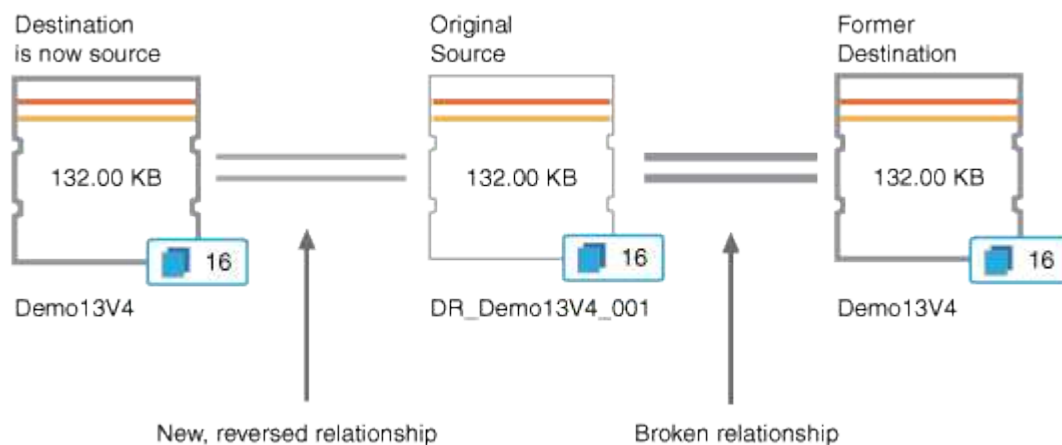 Destination
is now source
Original
Source
Former
Destination
132.00 KB
132.00 KB
132.00 KB
16
16
16
Demo13V4
DR_Demo13V4_001
Demo13V4
New, reversed relationship
Broken relationship